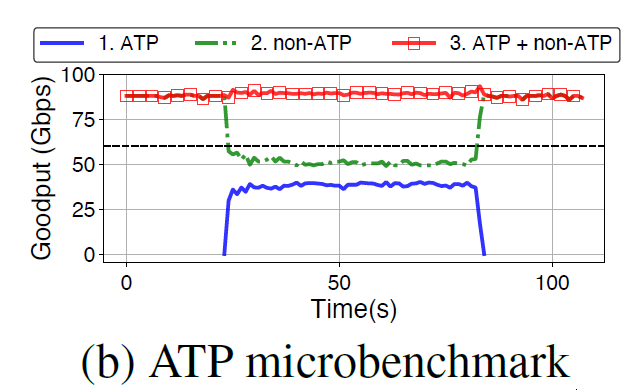 1. ATP 2. non-ATP 3. ATP + non-ATP
100
75
50
25
0
Goodput (Gbps)
0 50 100
Time(s)
(b) ATP microbenchmark